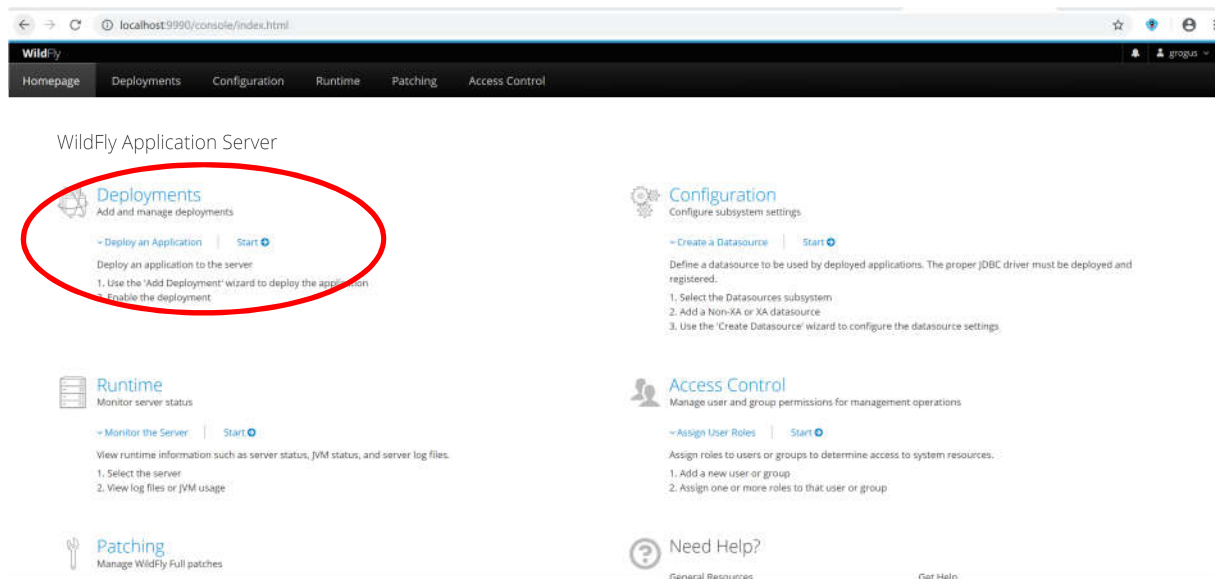 localhost:9990/console/index.html
WildFly
grogus
Homepage Deployments Configuration Runtime Patching Access Control
WildFly Application Server
Deployments
Add and manage deployments
Deploy an Application Start
Deploy an application to the server
1. Use the 'Add Deployment' wizard to deploy the application
2. Enable the deployment
Configuration
Configure subsystem settings
Create a Datasource Start
Define a datasource to be used by deployed applications. The proper JDBC driver must be deployed and
registered.
1. Select the Datasources subsystem
2. Add a Non-XA or XA datasource
3. Use the 'Create Datasource' wizard to configure the datasource settings
Runtime
Monitor server status
Monitor the Server Start
View runtime information such as server status, JVM status, and server log files.
1. Select the server
2. View log files or JVM usage
Access Control
Manage user and group permissions for management operations
Assign User Roles Start
Assign roles to users or groups to determine access to system resources.
1. Add a new user or group
2. Assign one or more roles to that user or group
Patching
Manage WildFly Full patches
Need Help?
General Resources Get Help